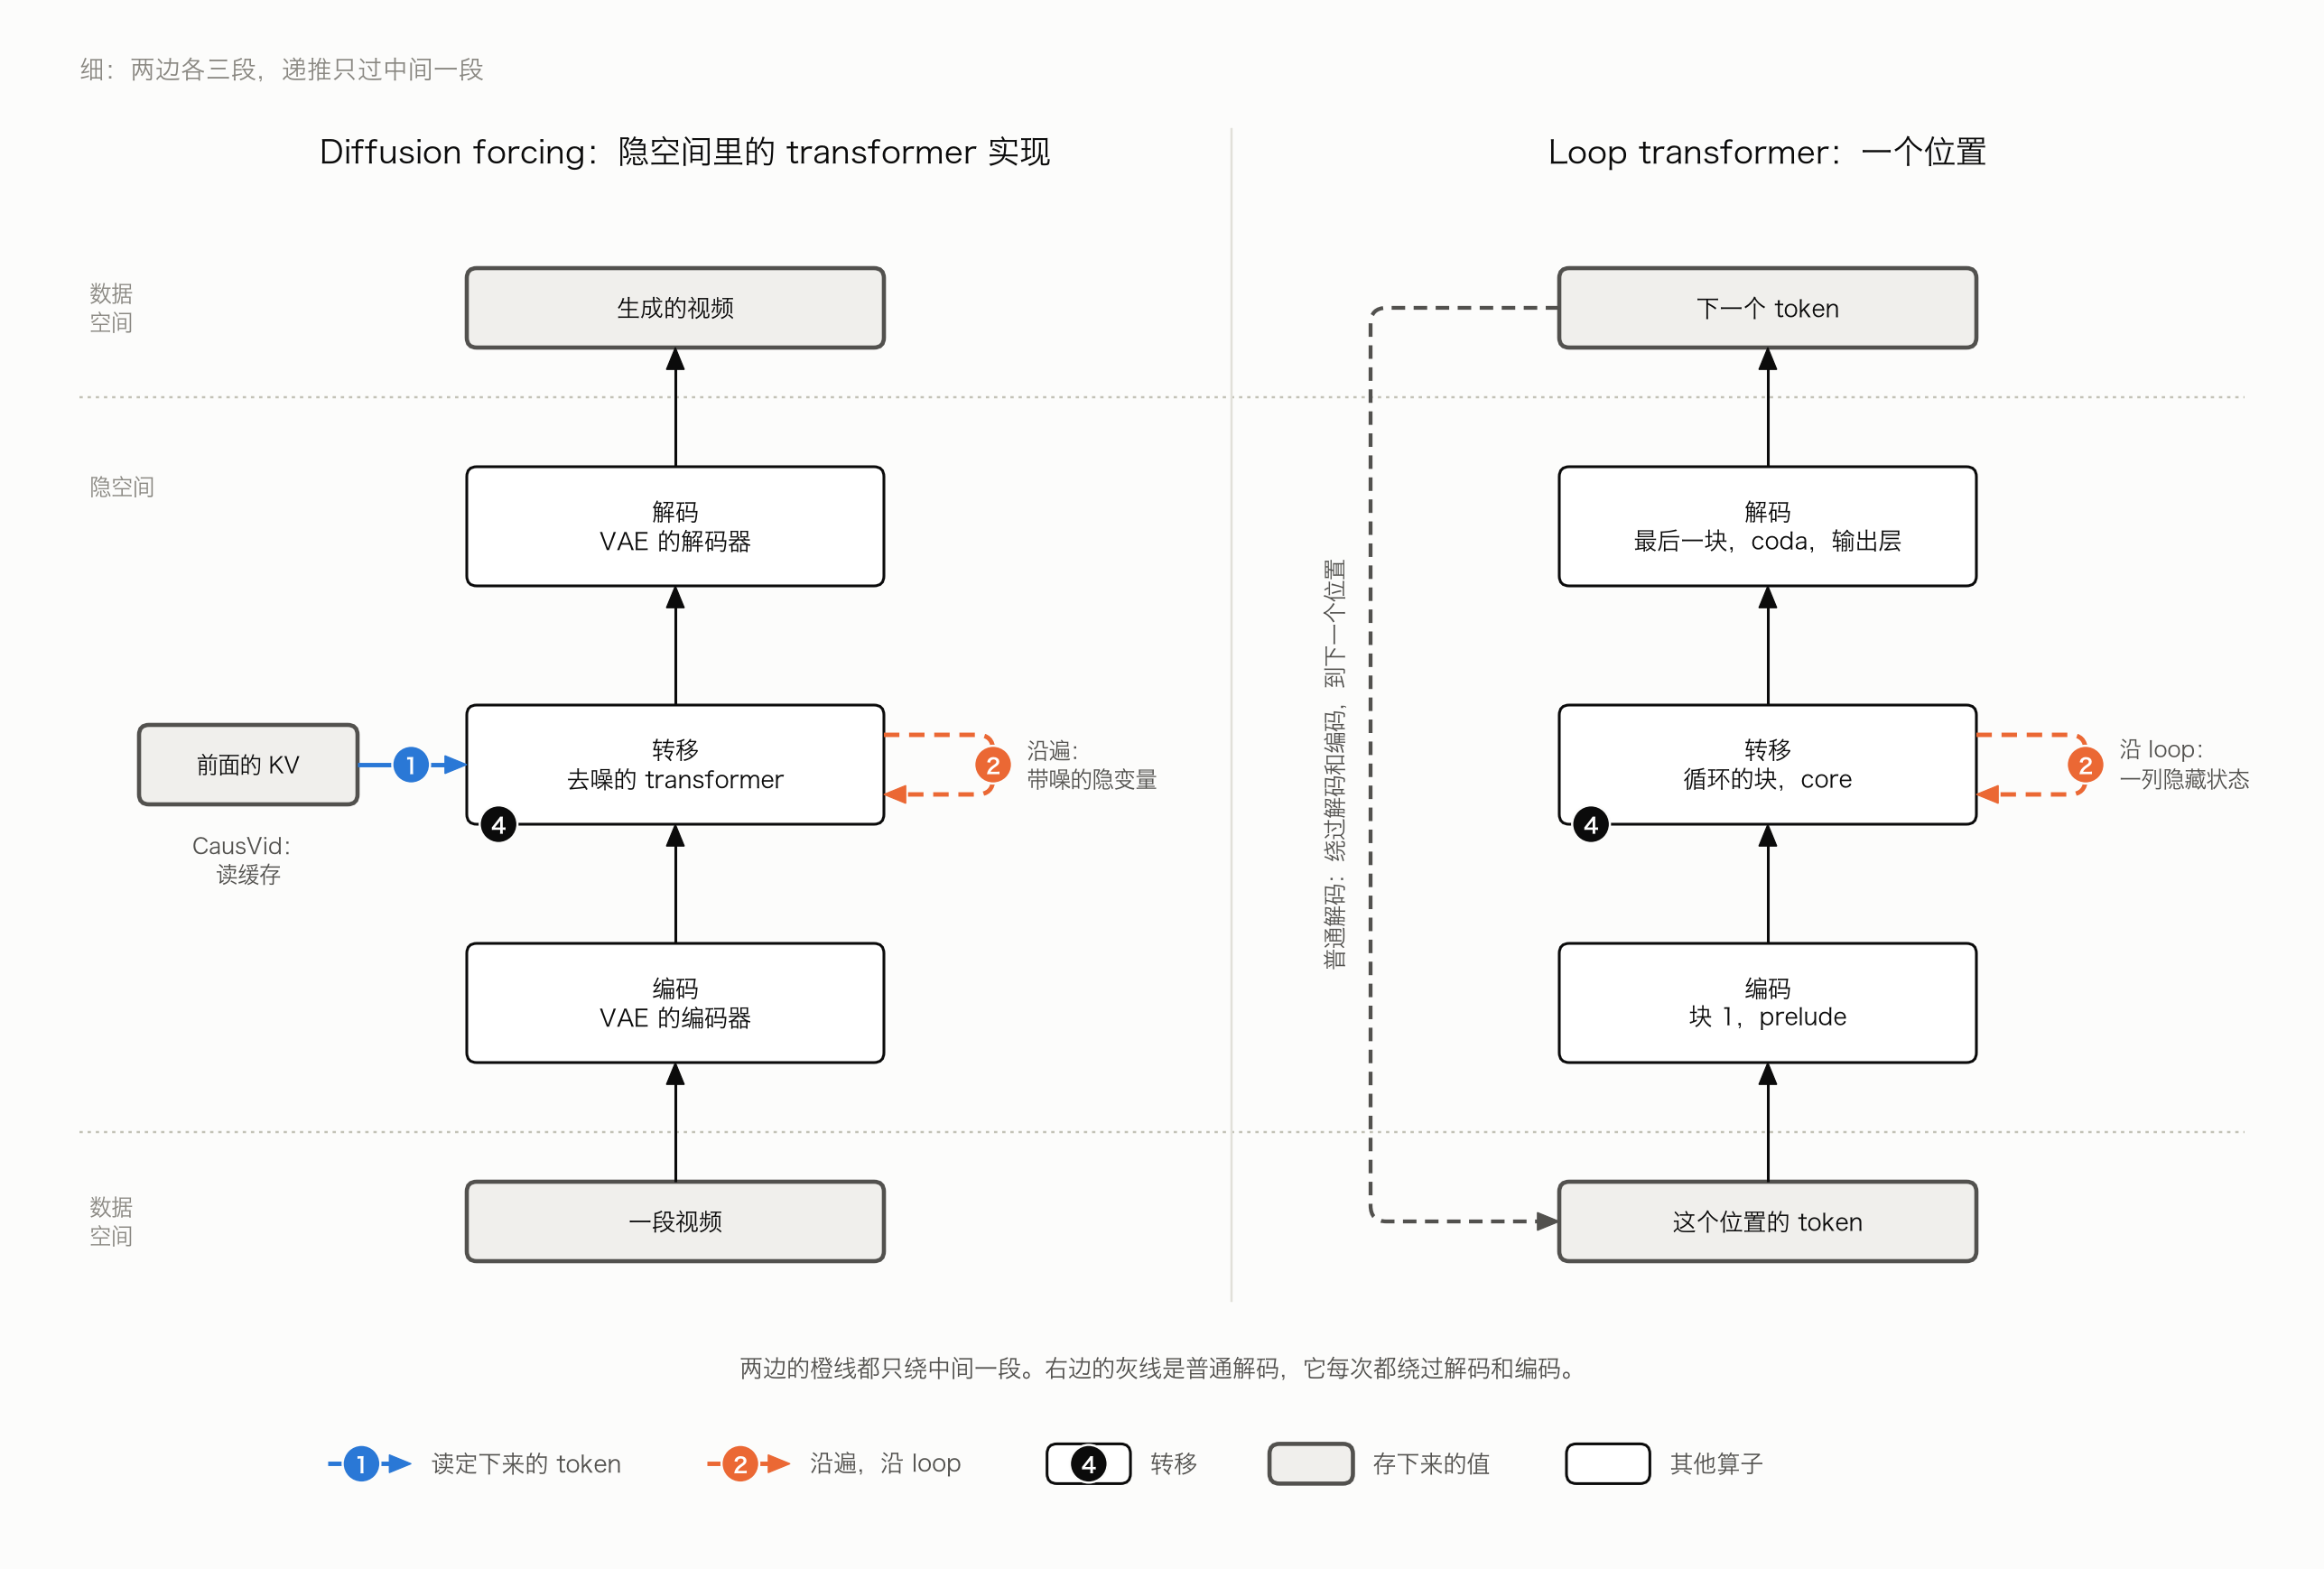 细：两边各三段，递推只过中间一段
Diffusion forcing：隐空间里的 transformer 实现
Loop transformer：一个位置
数据
空间
生成的视频
下一个 token
隐空间
解码
VAE 的解码器
解码
最后一块，coda，输出层
前面的 KV
1
转移
去噪的 transformer
4
2
沿遍：
带噪的隐变量
CausVid：
读缓存
普通解码：绕过解码和编码，到下一个位置
转移
循环的块，core
4
2
沿 loop：
一列隐藏状态
编码
VAE 的编码器
编码
块 1，prelude
数据
空间
一段视频
这个位置的 token
两边的橙线都只绕中间一段。右边的灰线是普通解码，它每次都绕过解码和编码。
1 读定下来的 token
2 沿遍，沿 loop
4 转移
存下来的值
其他算子